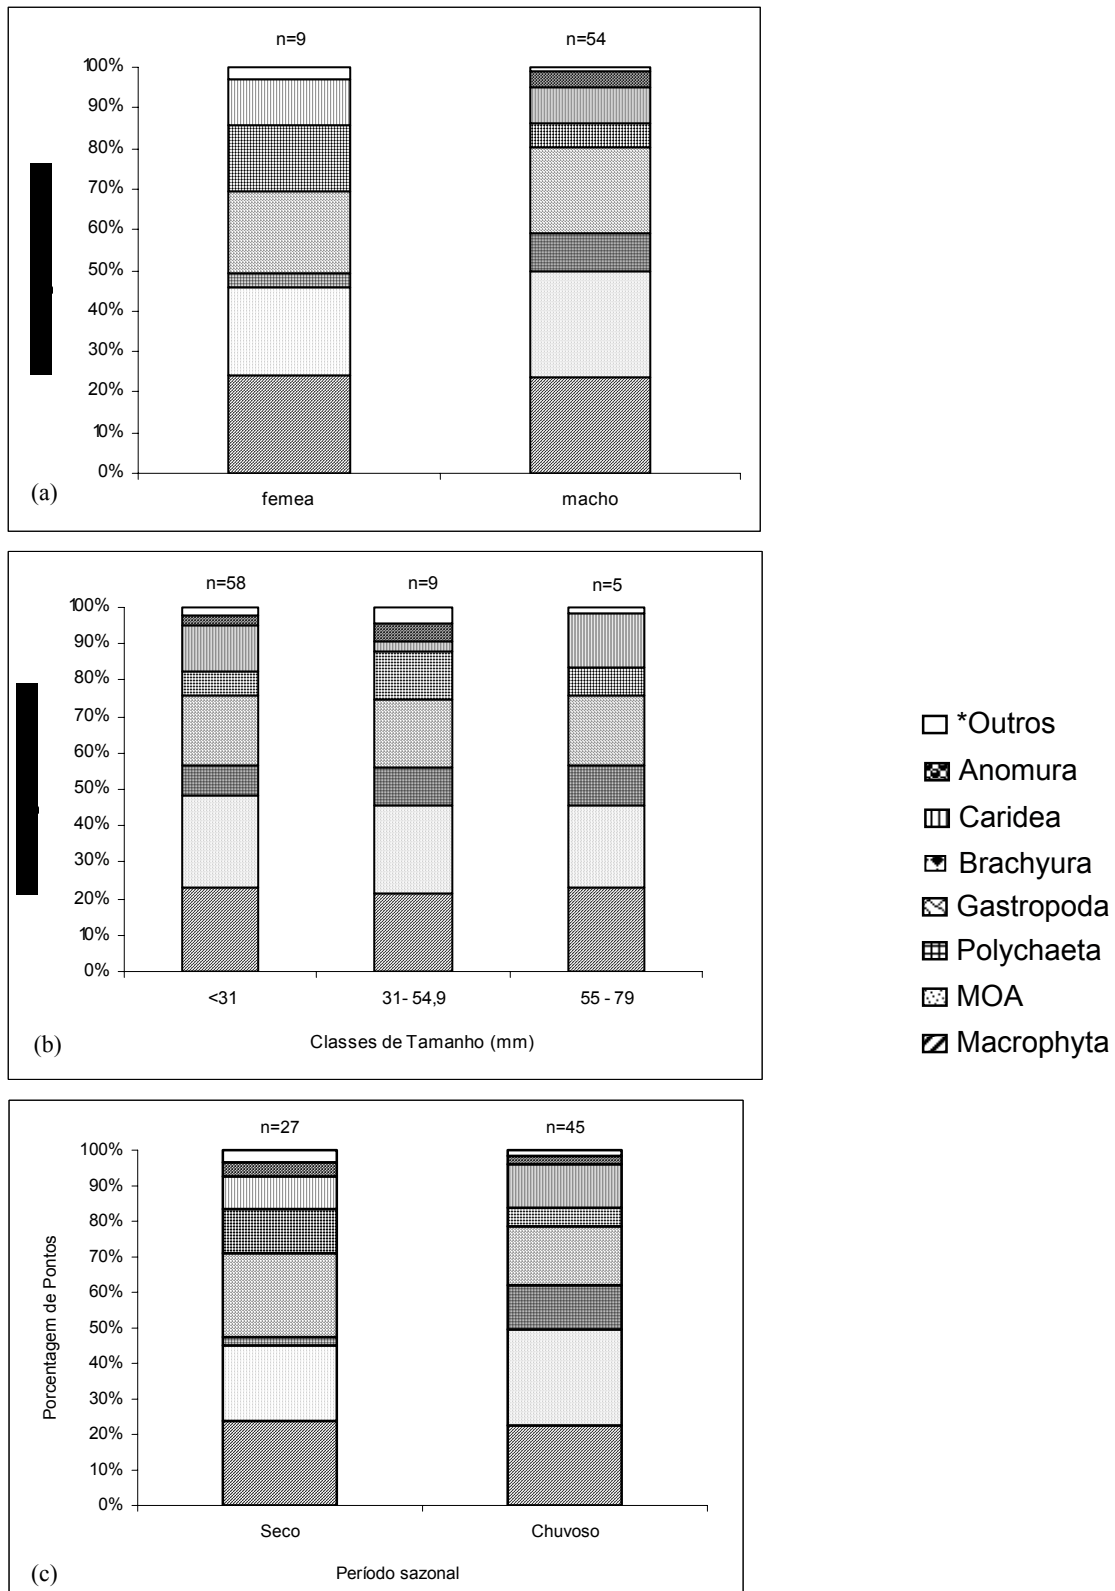 n=9 n=54
100%
90%
80%
70%
60%
50%
40%
30%
20%
10%
0%
femea macho
(a)
n=58 n=9 n=5
100%
90%
80%
70%
60%
50%
40%
30%
20%
10%
0%
<31 31- 54,9 55 - 79
Classes de Tamanho (mm)
(b)
*Outros
Anomura
Caridea
Brachyura
Gastropoda
Polychaeta
MOA
Macrophyta
n=27 n=45
100%
90%
80%
70%
60%
50%
40%
30%
20%
10%
0%
Porcentagem de Pontos
Seco Chuvoso
Período sazonal
(c)